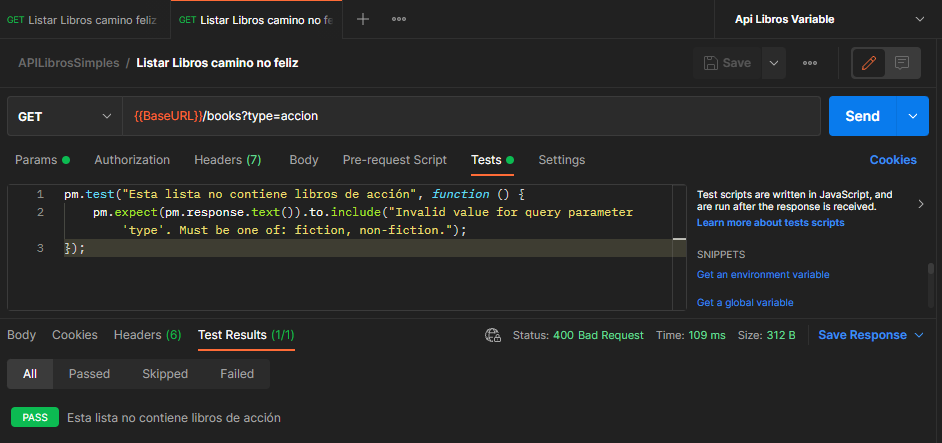 GET Listar Libros camino feliz
GET Listar Libros camino no fe
Api Libros Variable
APILibrosSimples / Listar Libros camino no feliz
Save
GET
{{BaseURL}}/books?type=accion
Send
Params
Authorization
Headers (7)
Body
Pre-request Script
Tests
Settings
Cookies
1 pm.test("Esta lista no contiene libros de acción", function () {
2 pm.expect(pm.response.text()).to.include("Invalid value for query parameter
'type'. Must be one of: fiction, non-fiction.");
3 });
Test scripts are written in JavaScript, and
are run after the response is received.
Learn more about tests scripts
SNIPPETS
Get an environment variable
Get a global variable
Body
Cookies
Headers (6)
Test Results (1/1)
Status: 400 Bad Request
Time: 109 ms
Size: 312 B
Save Response
All
Passed
Skipped
Failed
PASS
Esta lista no contiene libros de acción